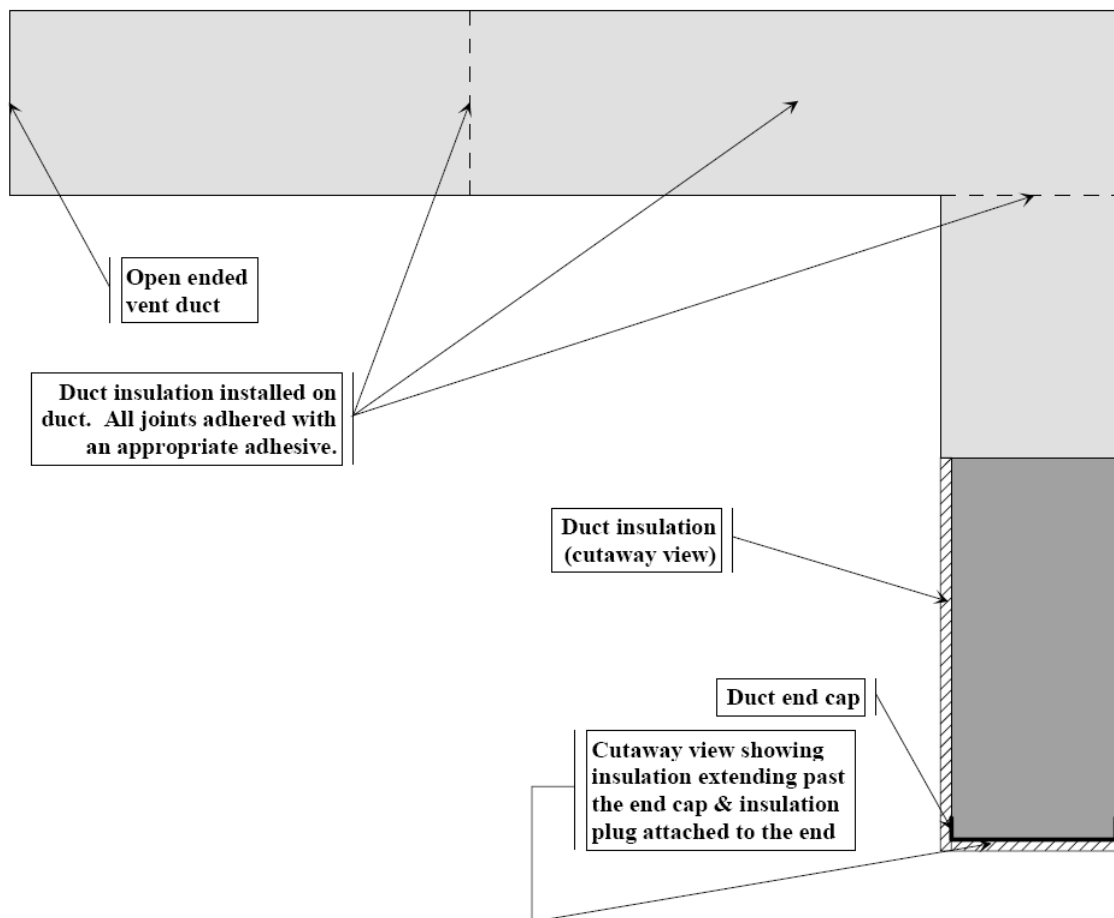 Open ended
vent duct
Duct insulation installed on
duct.  All joints adhered with
an appropriate adhesive.
Duct insulation
(cutaway view)
Duct end cap
Cutaway view showing
insulation extending past
the end cap & insulation
plug attached to the end